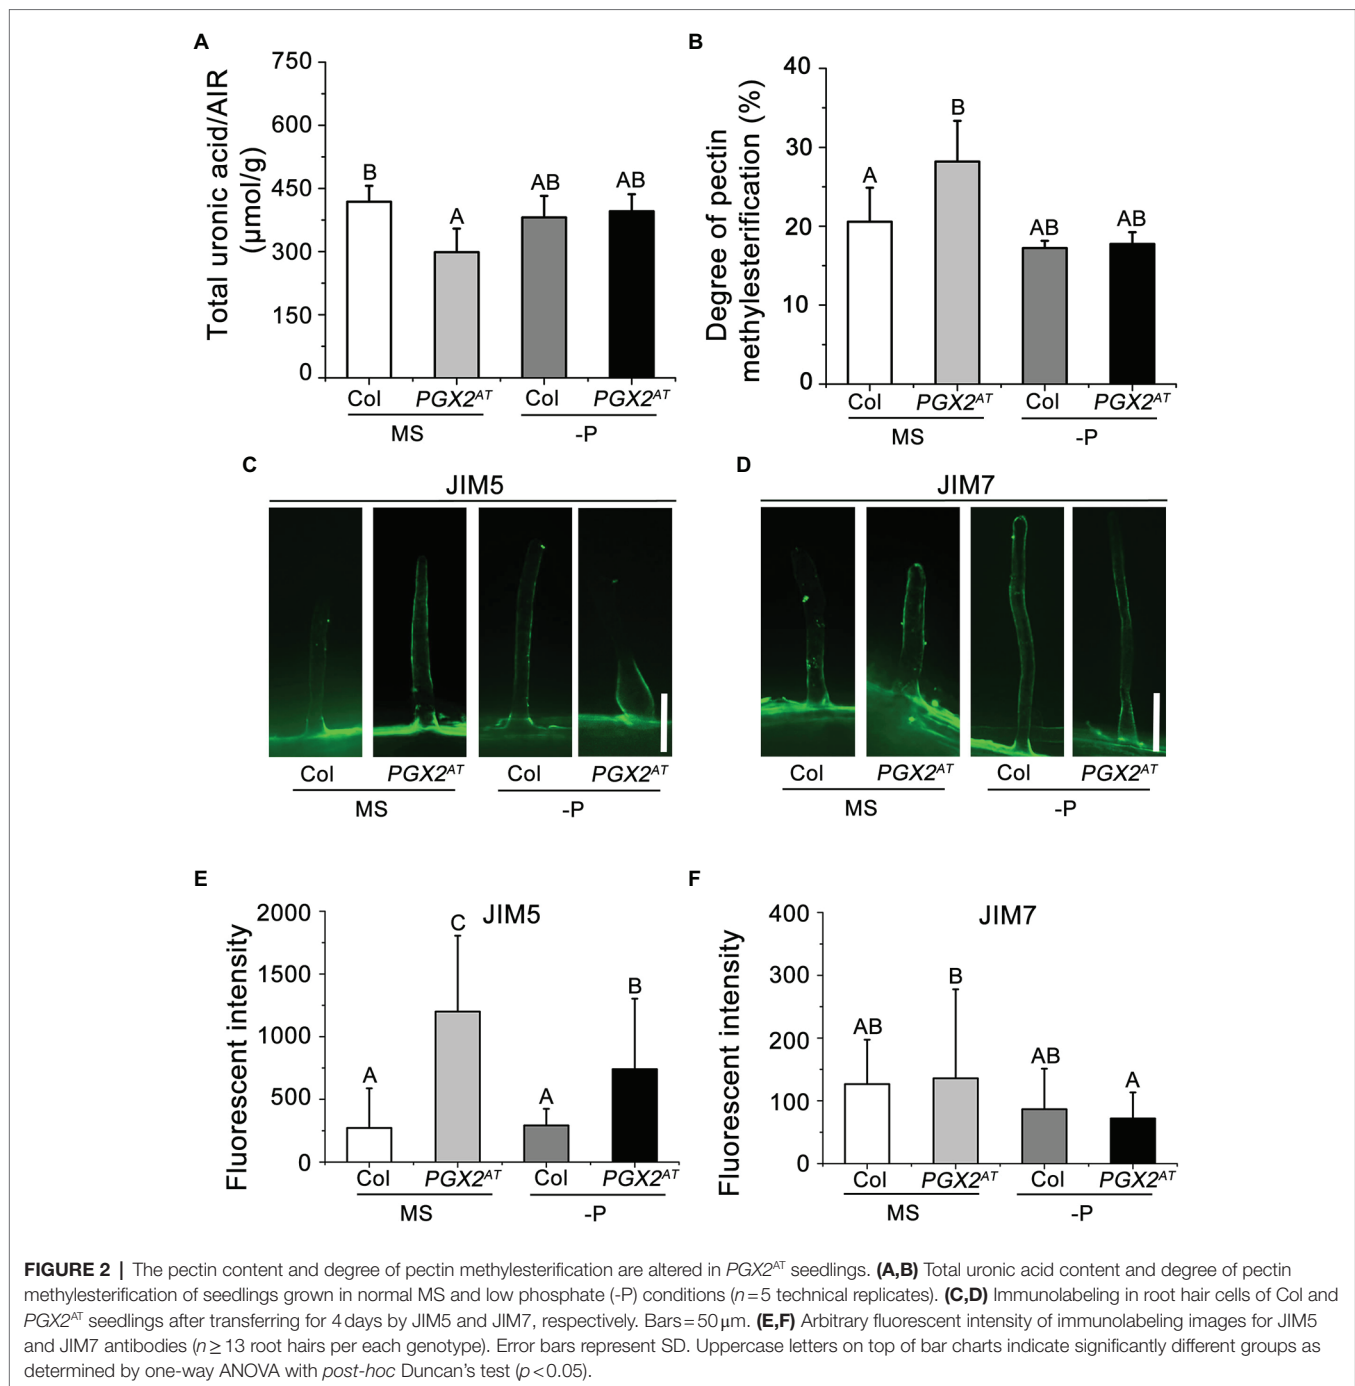 A
Total uronic acid/AIR
(μmol/g)
750
600
450
300
150
0
B
A
AB
AB
Col
PGX2AT
Col
PGX2AT
MS
-P
B
Degree of pectin
methylesterification (%)
40
30
20
10
0
A
B
AB
AB
Col
PGX2AT
Col
PGX2AT
MS
-P
C
JIM5
Col
PGX2AT
Col
PGX2AT
MS
-P
D
JIM7
Col
PGX2AT
Col
PGX2AT
MS
-P
E
JIM5
Fluorescent intensity
2000
1500
1000
500
0
A
C
A
B
Col
PGX2AT
Col
PGX2AT
MS
-P
F
JIM7
Fluorescent intensity
400
300
200
100
0
AB
B
AB
A
Col
PGX2AT
Col
PGX2AT
MS
-P
FIGURE 2 | The pectin content and degree of pectin methylesterification are altered in PGX2AT seedlings. (A,B) Total uronic acid content and degree of pectin
methylesterification of seedlings grown in normal MS and low phosphate (-P) conditions (n=5 technical replicates). (C,D) Immunolabeling in root hair cells of Col and
PGX2AT seedlings after transferring for 4 days by JIM5 and JIM7, respectively. Bars=50 μm. (E,F) Arbitrary fluorescent intensity of immunolabeling images for JIM5
and JIM7 antibodies (n≥13 root hairs per each genotype). Error bars represent SD. Uppercase letters on top of bar charts indicate significantly different groups as
determined by one-way ANOVA with post-hoc Duncan's test (p<0.05).